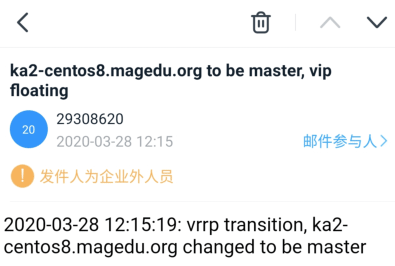 ka2-centos8.magedu.org to be master, vip
floating
20
29308620
2020-03-28 12:15
邮件参与人
发件人为企业外人员
2020-03-28 12:15:19: vrrp transition, ka2-
centos8.magedu.org changed to be master